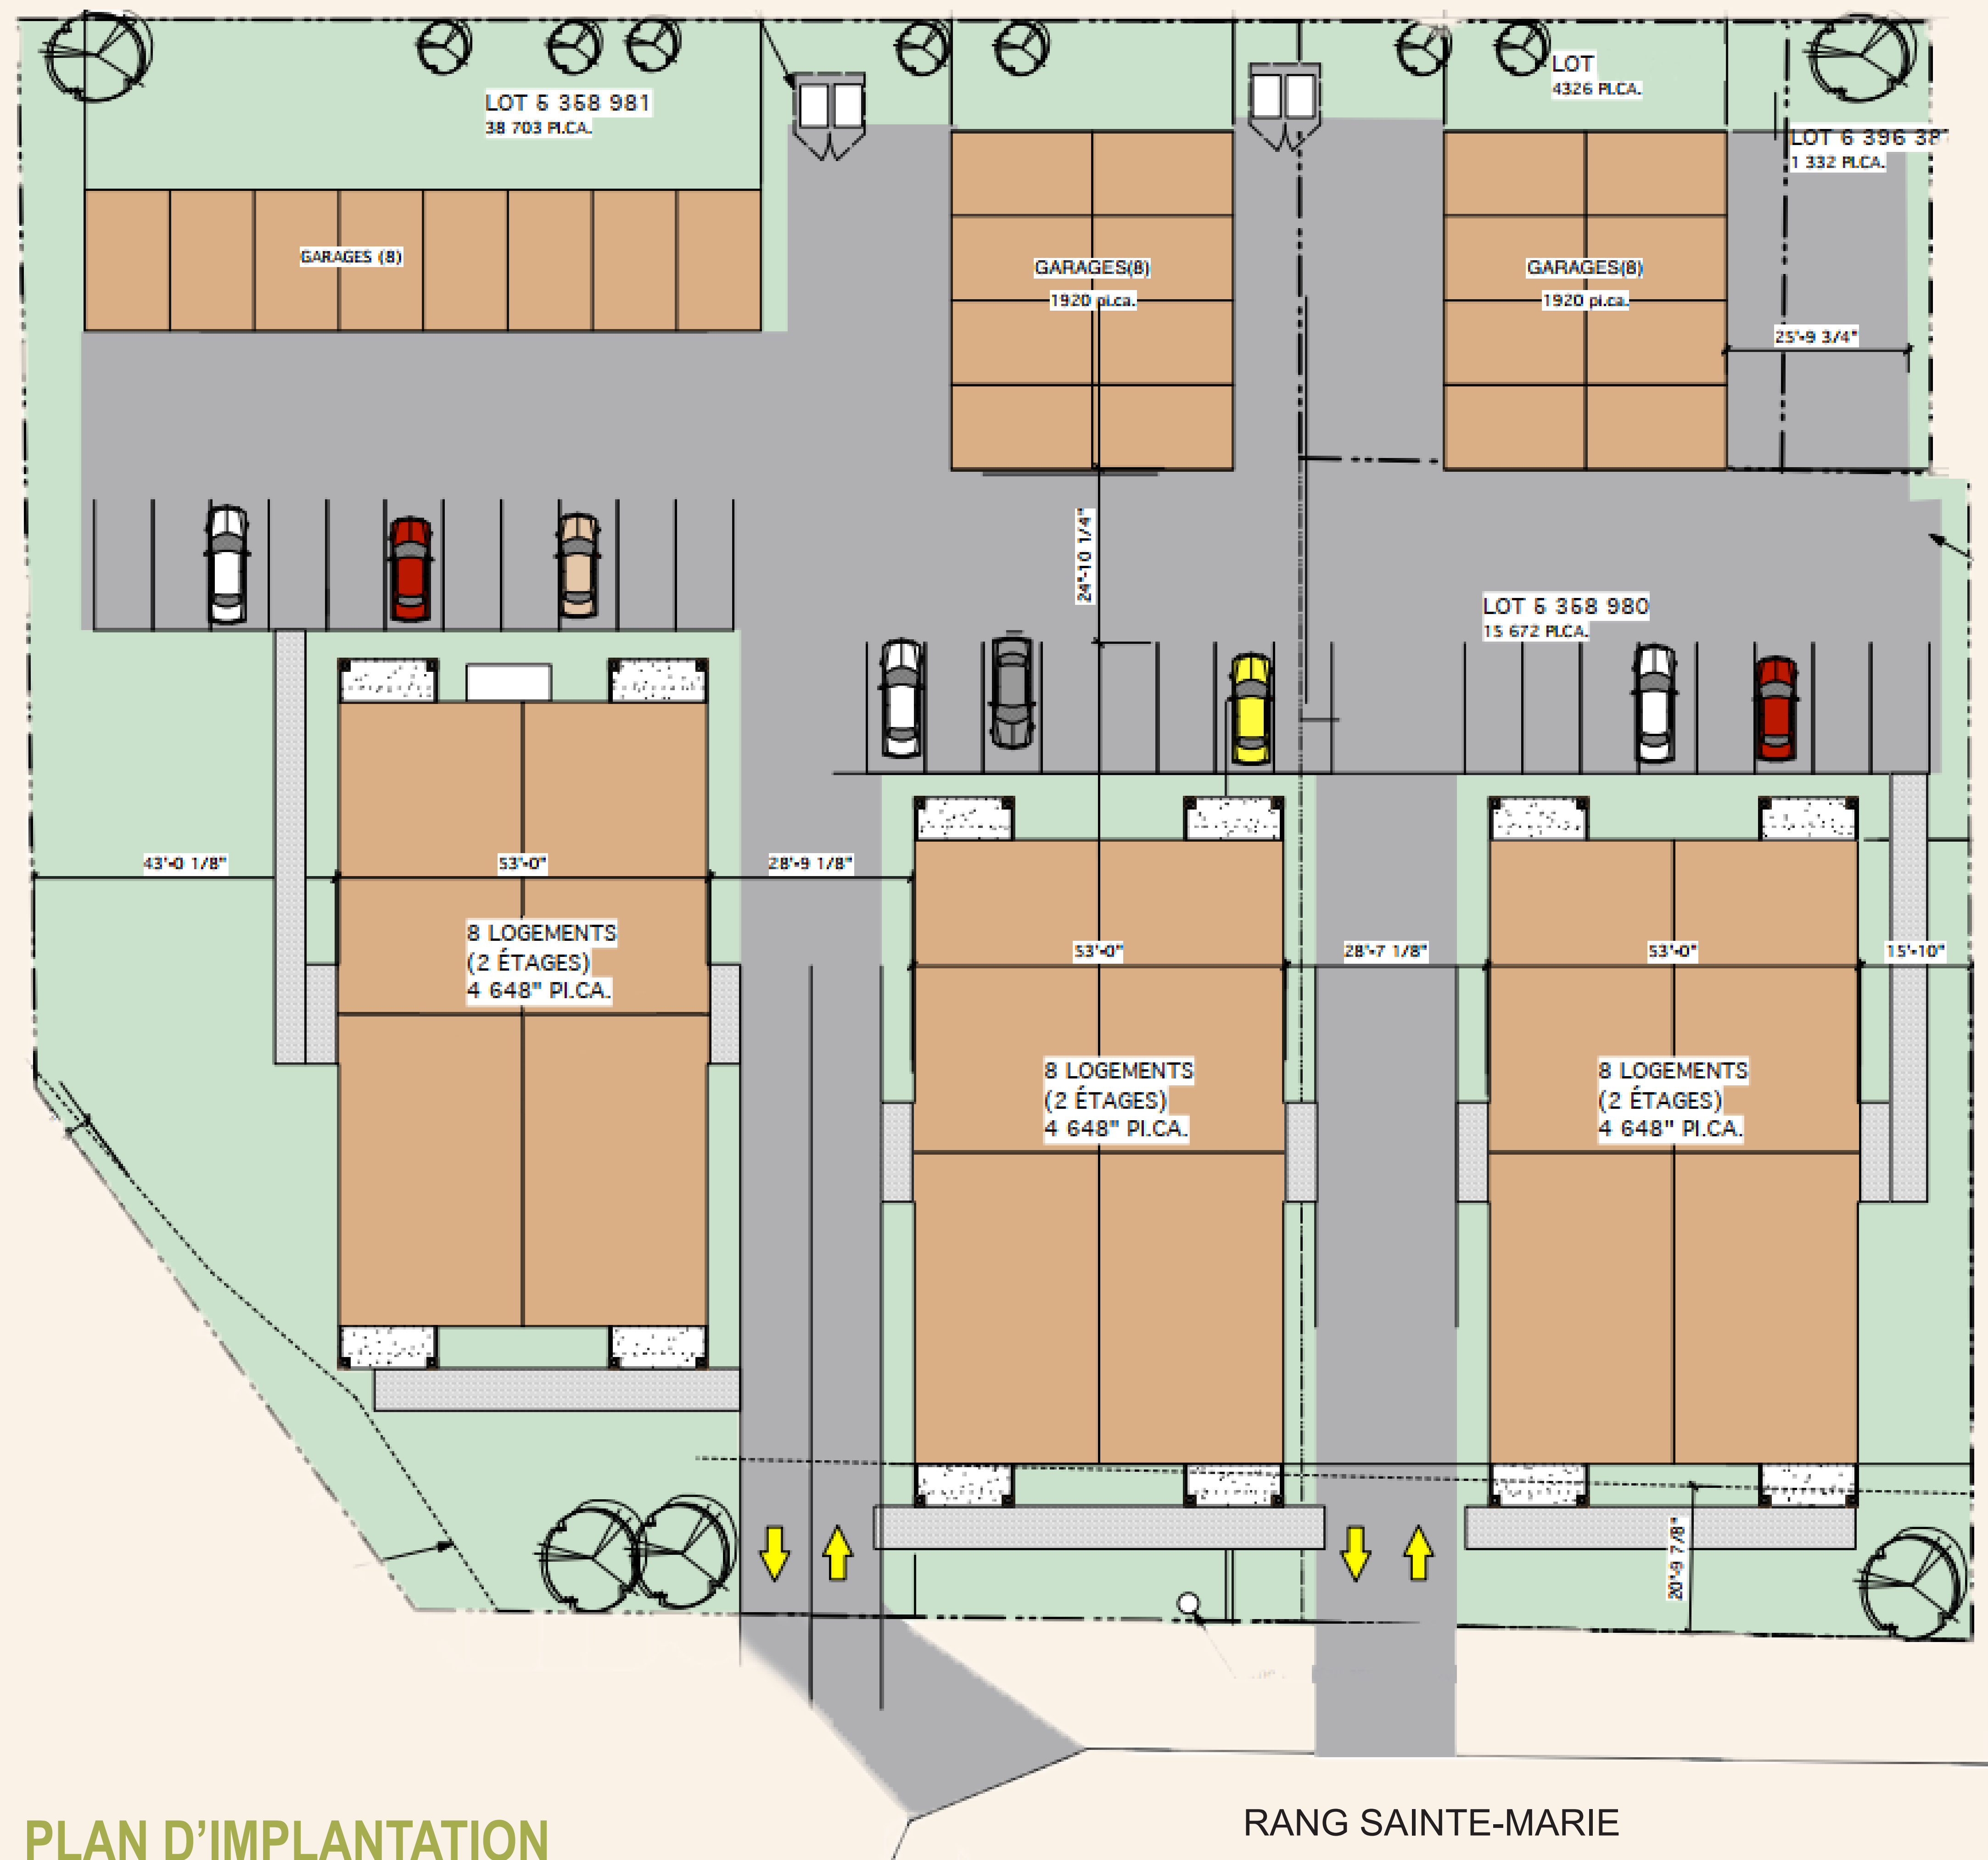 LOT
4326 PI.CA.
LOT 5 358 981
38 703 PI.CA.
LOT 6 396 38
1 332 PI.CA.
GARAGES (8)
GARAGES(8)
1920 pi.ca.
GARAGES(8)
1920 pi.ca.
25'-9 3/4"
24'-10 1/4"
LOT 5 358 980
15 672 PI.CA.
43'-0 1/8"
53'-0"
28'-9 1/8"
8 LOGEMENTS
(2 ÉTAGES)
4 648" PI.CA.
53'-0"
28'-7 1/8"
53'-0"
15'-10"
8 LOGEMENTS
(2 ÉTAGES)
4 648" PI.CA.
8 LOGEMENTS
(2 ÉTAGES)
4 648" PI.CA.
20'-9 7/8"
RANG SAINTE-MARIE
PLAN D'IMPLANTATION